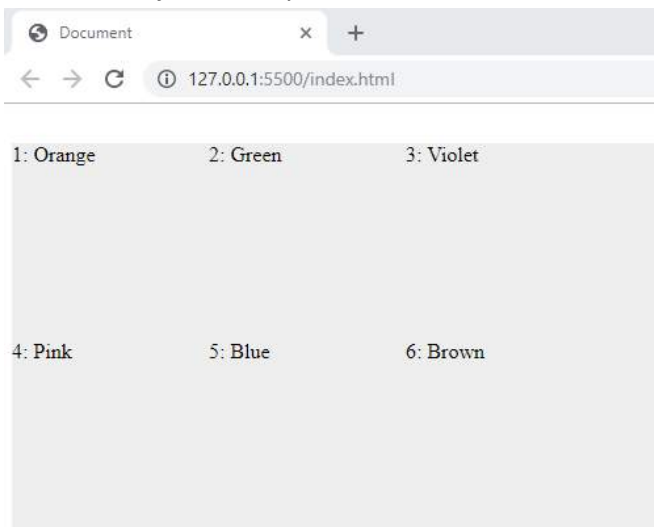 Document
127.0.0.1:5500/index.html
1: Orange 2: Green 3: Violet
4: Pink 5: Blue 6: Brown